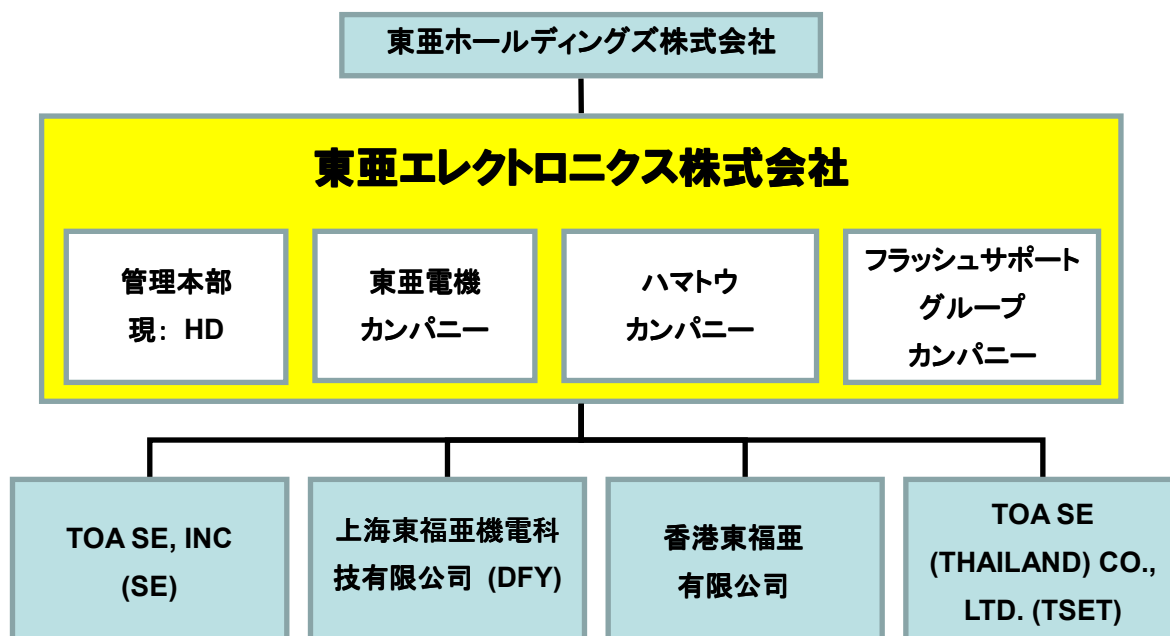 東亜ホールディングズ株式会社
東亜エレクトロニクス株式会社
管理本部
現: HD
東亜電機
カンパニー
ハマトウ
カンパニー
フラッシュサポート
グループ
カンパニー
TOA SE, INC
(SE)
上海東福亜機電科
技有限公司 (DFY)
香港東福亜
有限公司
TOA SE
(THAILAND) CO.,
LTD. (TSET)